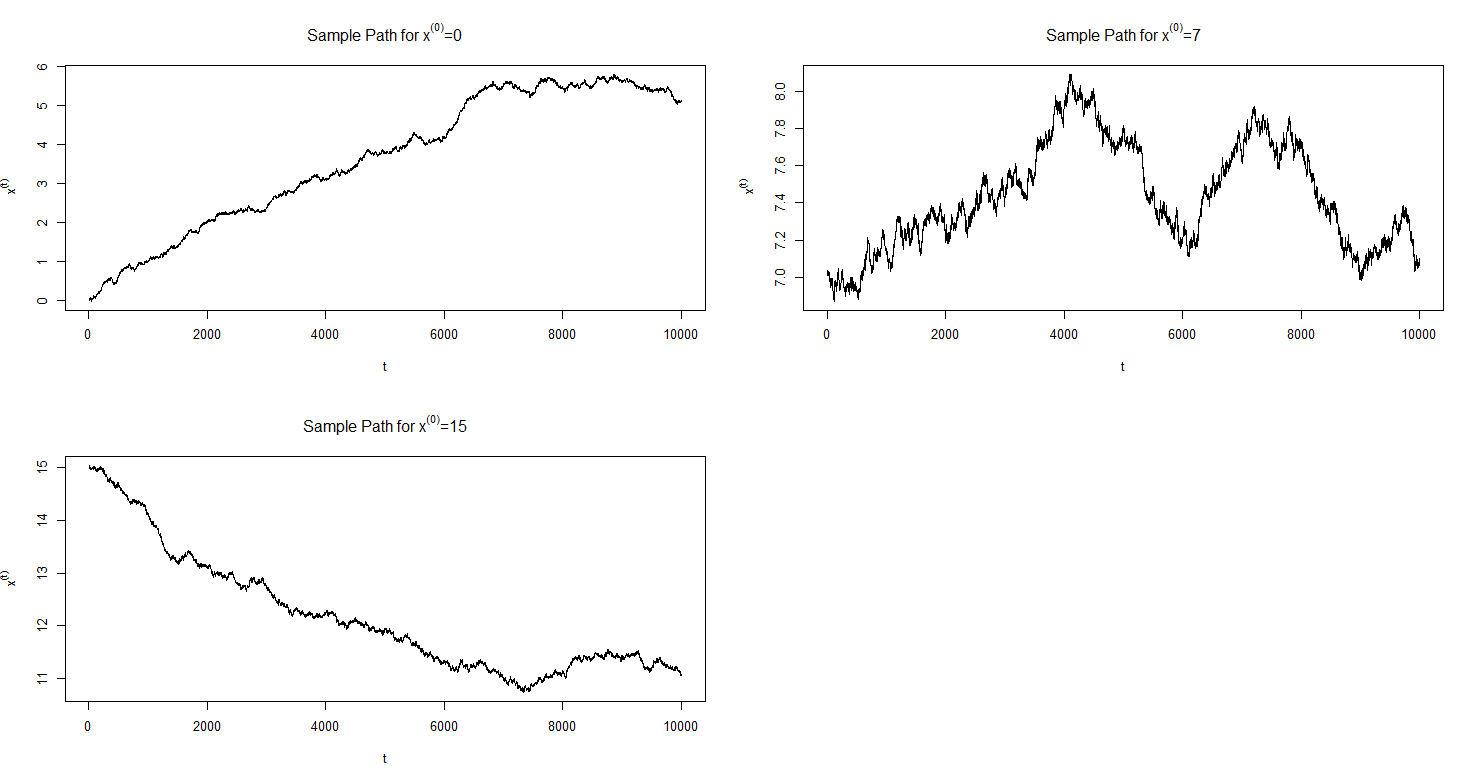 Sample Path for x^(0)=0
6
5
4
3
2
1
0
x^(t)
0 2000 4000 6000 8000 10000
t
Sample Path for x^(0)=7
8.0
7.8
7.6
7.4
7.2
7.0
x^(t)
0 2000 4000 6000 8000 10000
t
Sample Path for x^(0)=15
15
14
13
12
11
x^(t)
0 2000 4000 6000 8000 10000
t